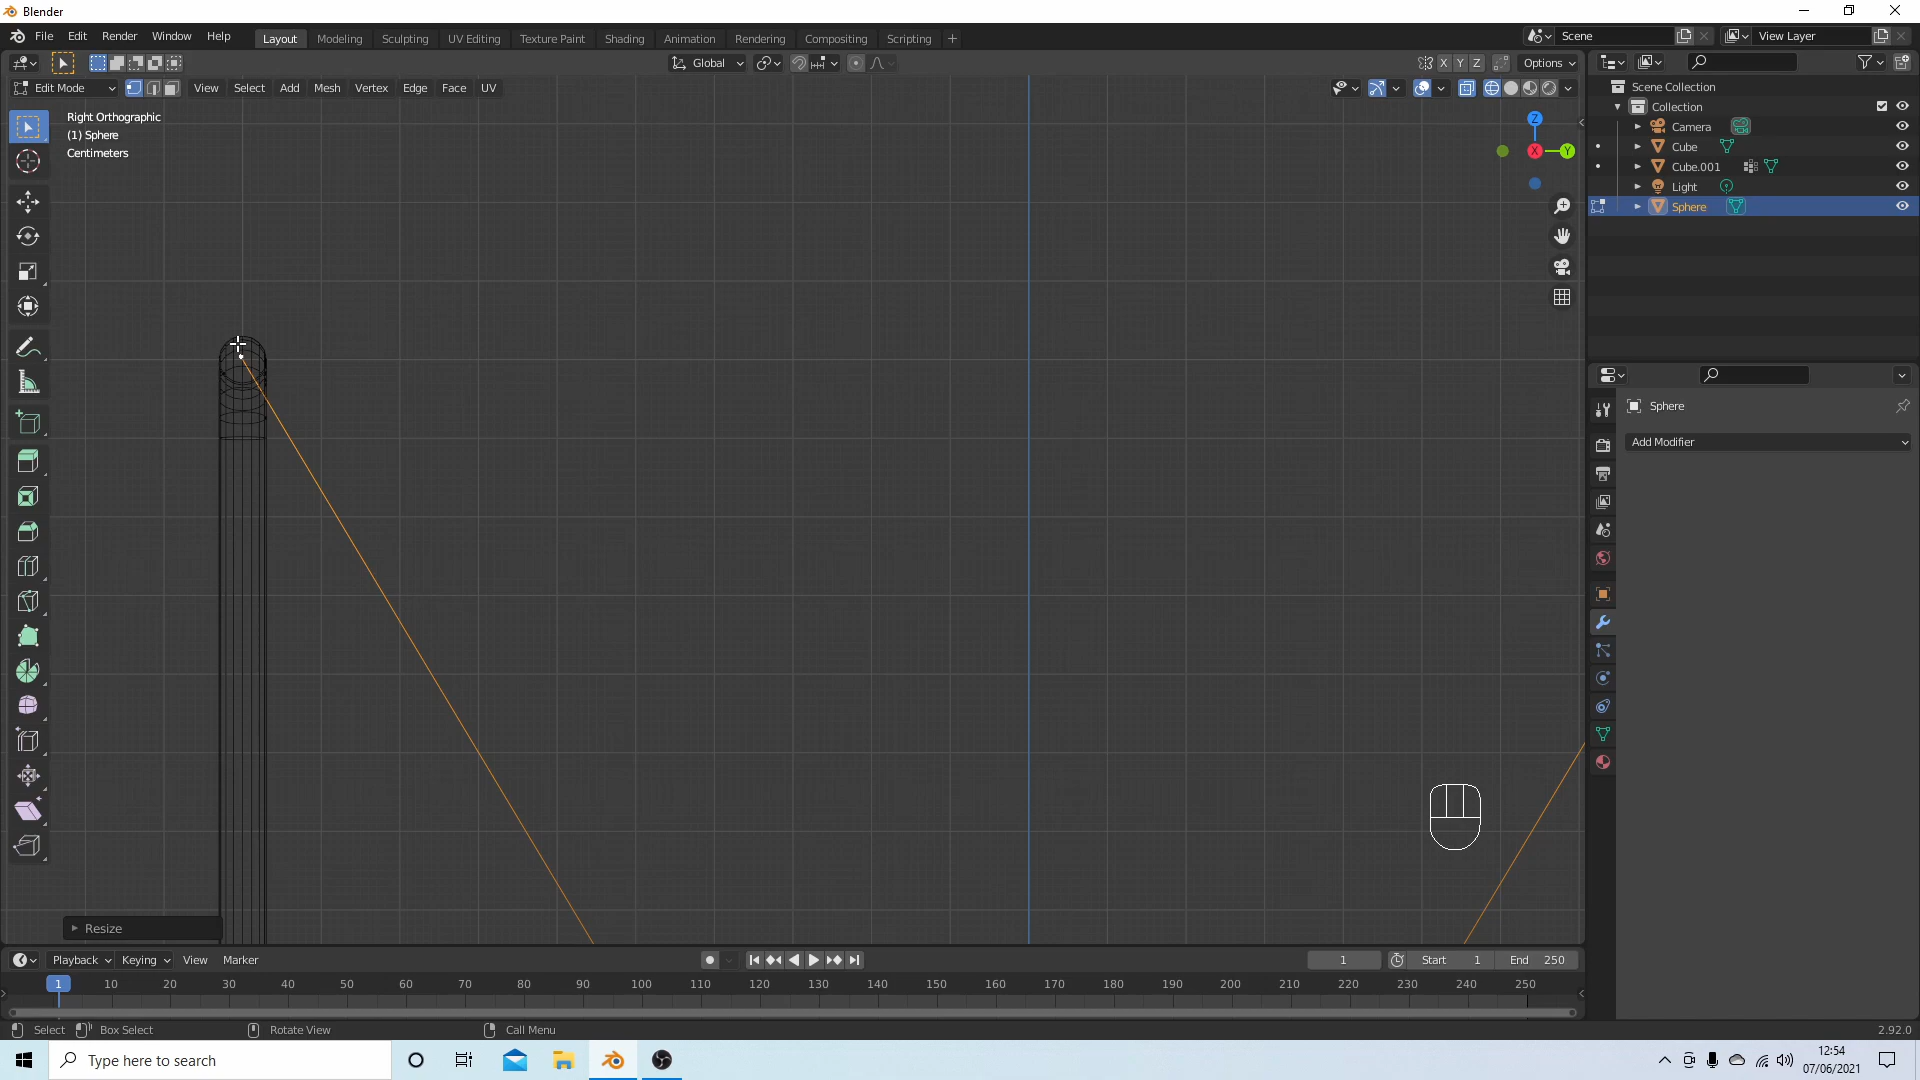 Blender
File Edit Render Window Help Layout Modeling Sculpting UV Editing Texture Paint Shading Animation Rendering Compositing Scripting + Scene View Layer
Global X Y Z Options
Edit Mode View Select Add Mesh Vertex Edge Face UV
Right Orthographic
(1) Sphere
Centimeters
Z
X
Y
Scene Collection
Collection
Camera
Cube
Cube.001
Light
Sphere
Sphere
Add Modifier
Resize
Playback Keying View Marker 1 Start 1 End 250
1 10 20 30 40 50 60 70 80 90 100 110 120 130 140 150 160 170 180 190 200 210 220 230 240 250
Select Box Select Rotate View Call Menu 2.92.0
Type here to search
12:54
07/06/2021